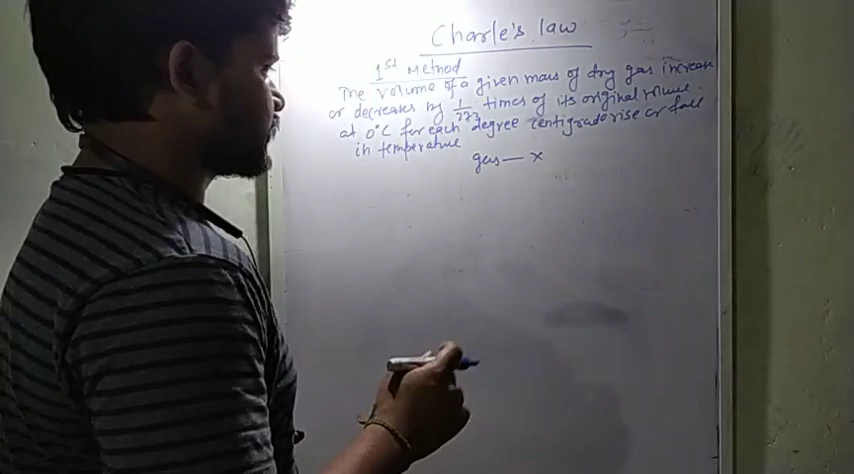 Charle's law
1st Method
The volume of a given mass of dry gas increase
or decreases by 1/273 times of its original volume
at 0°C for each degree centigrade rise or fall
in temperature
gas — x